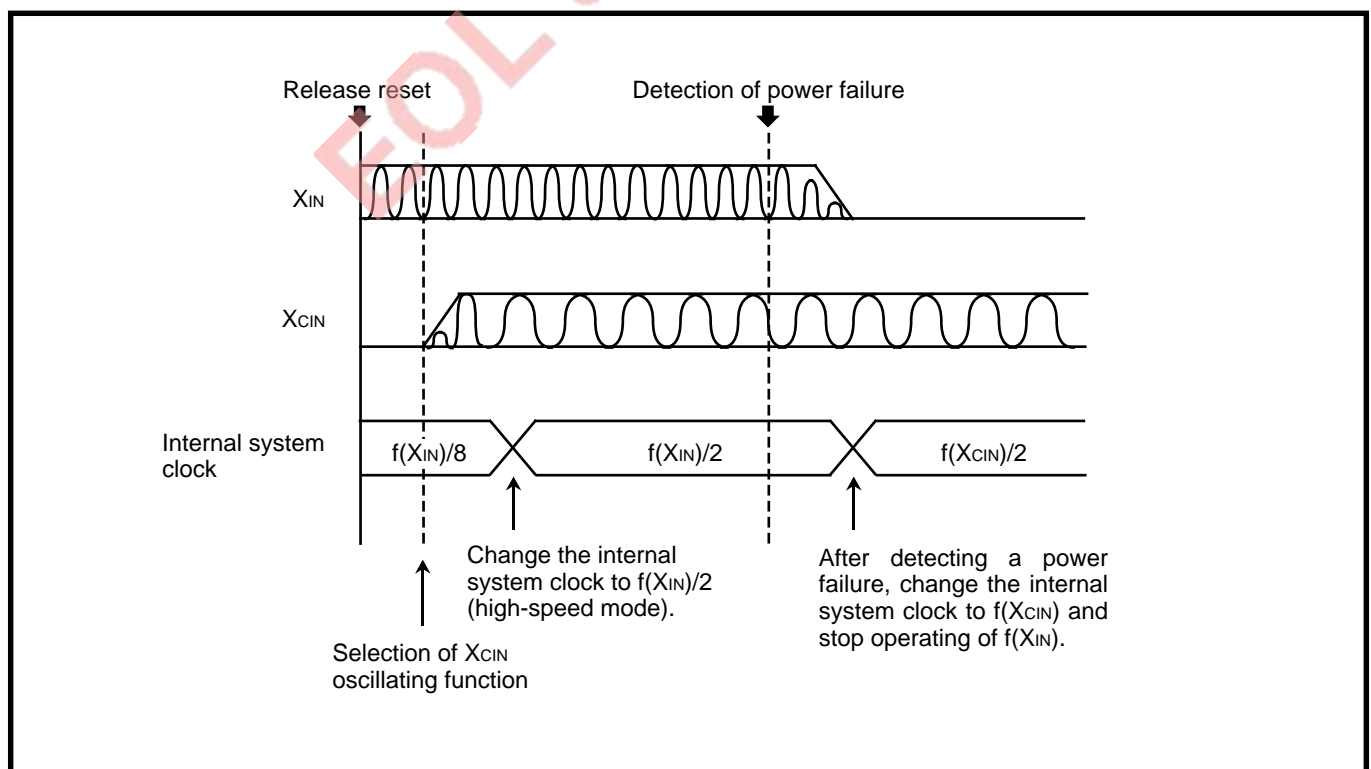 EOL
Release reset
Detection of power failure
XIN
XCIN
Internal system
clock
f(XIN)/8
f(XIN)/2
f(XCIN)/2
Change the internal
system clock to f(XIN)/2
(high-speed mode).
After detecting a power
failure, change the internal
system clock to f(XCIN) and
stop operating of f(XIN).
Selection of XCIN
oscillating function